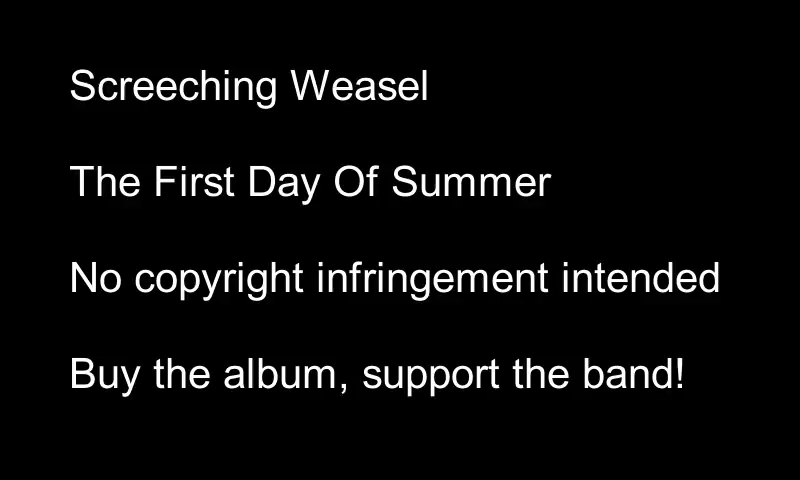 Screeching Weasel
The First Day Of Summer
No copyright infringement intended
Buy the album, support the band!